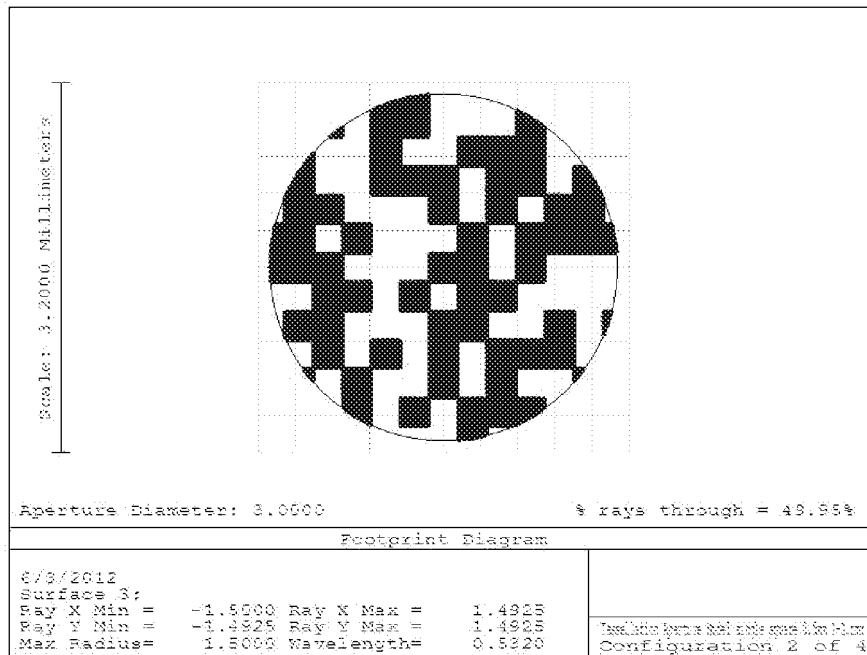 Scale: 3.2000 Millimeters
Aperture Diameter: 3.0000
% rays through = 49.95%
Footprint Diagram
6/3/2012
Surface 3:
Ray X Min = -1.5000 Ray X Max = 1.4925
Ray Y Min = -1.4925 Ray Y Max = 1.4925
Max Radius= 1.5000 Wavelength= 0.5320
Configuration 2 of 4